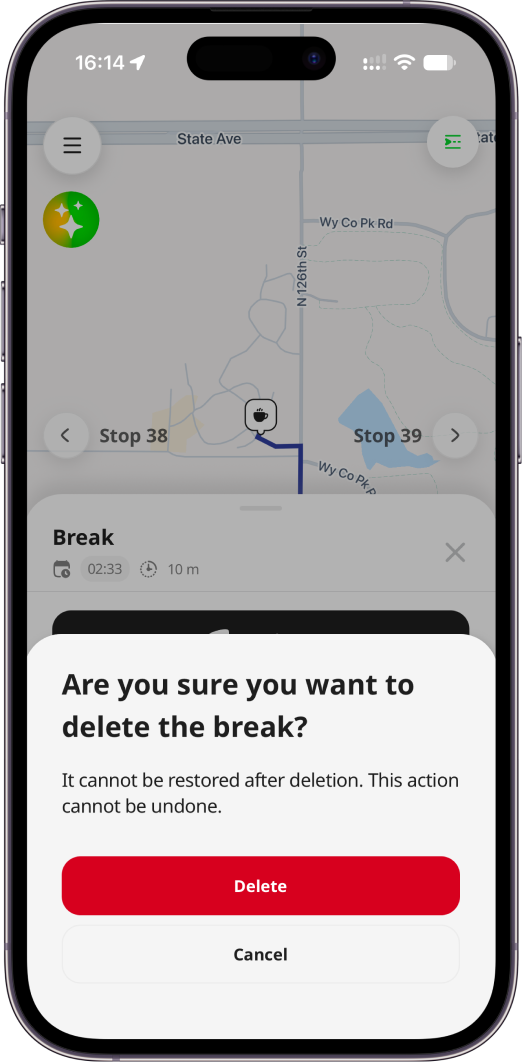 16:14
State Ave
Wy Co Pk Rd
N 126th St
Stop 38
Stop 39
Wy Co Pk R
Break
02:33
10 m
Are you sure you want to
delete the break?
It cannot be restored after deletion. This action
cannot be undone.
Delete
Cancel